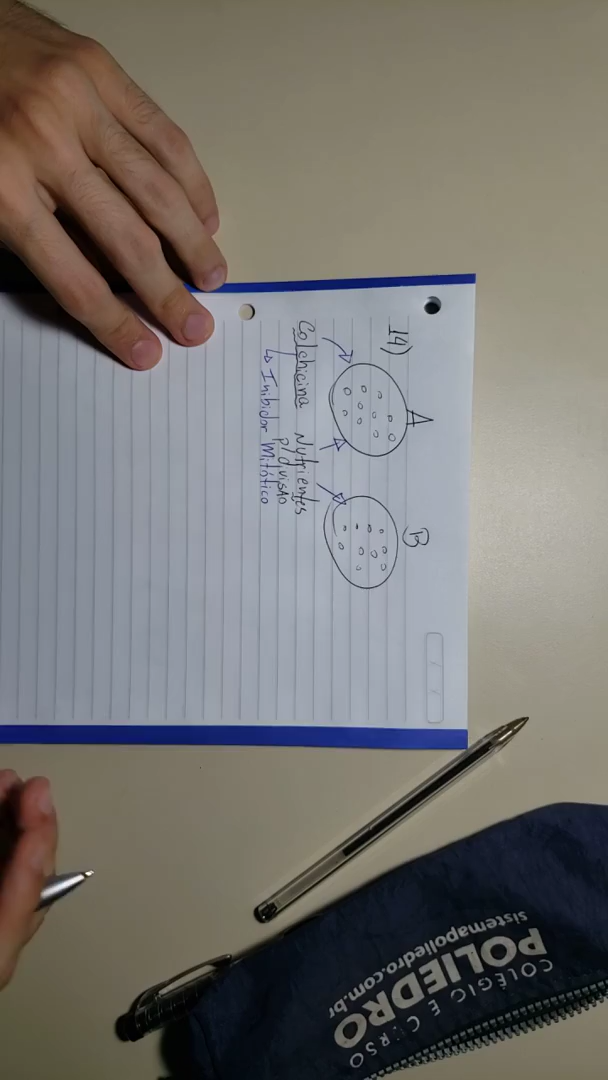 14)
A
B
Colchicina
Nutrientes
p/ divisão
↳ Inibidor Mitótico
COLÉGIO E CURSO
POLIEDRO
sistemapoliedro.com.br